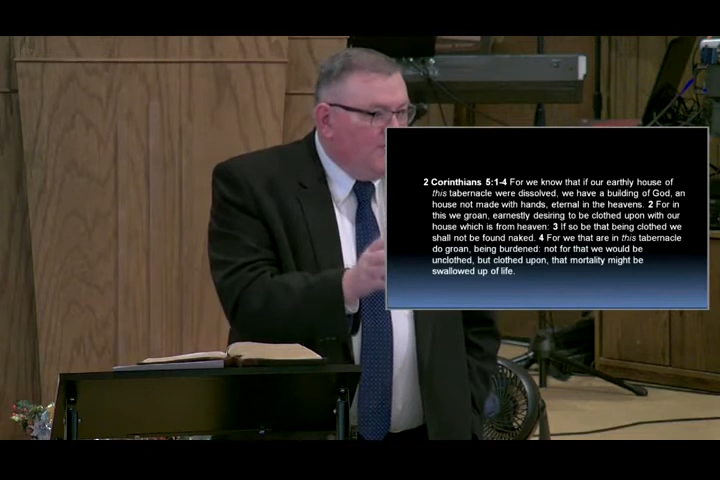 2 Corinthians 5:1-4 For we know that if our earthly house of
this tabernacle were dissolved, we have a building of God, an
house not made with hands, eternal in the heavens. 2 For in
this we groan, earnestly desiring to be clothed upon with our
house which is from heaven: 3 If so be that being clothed we
shall not be found naked. 4 For we that are in this tabernacle
do groan, being burdened: not for that we would be
unclothed, but clothed upon, that mortality might be
swallowed up of life.